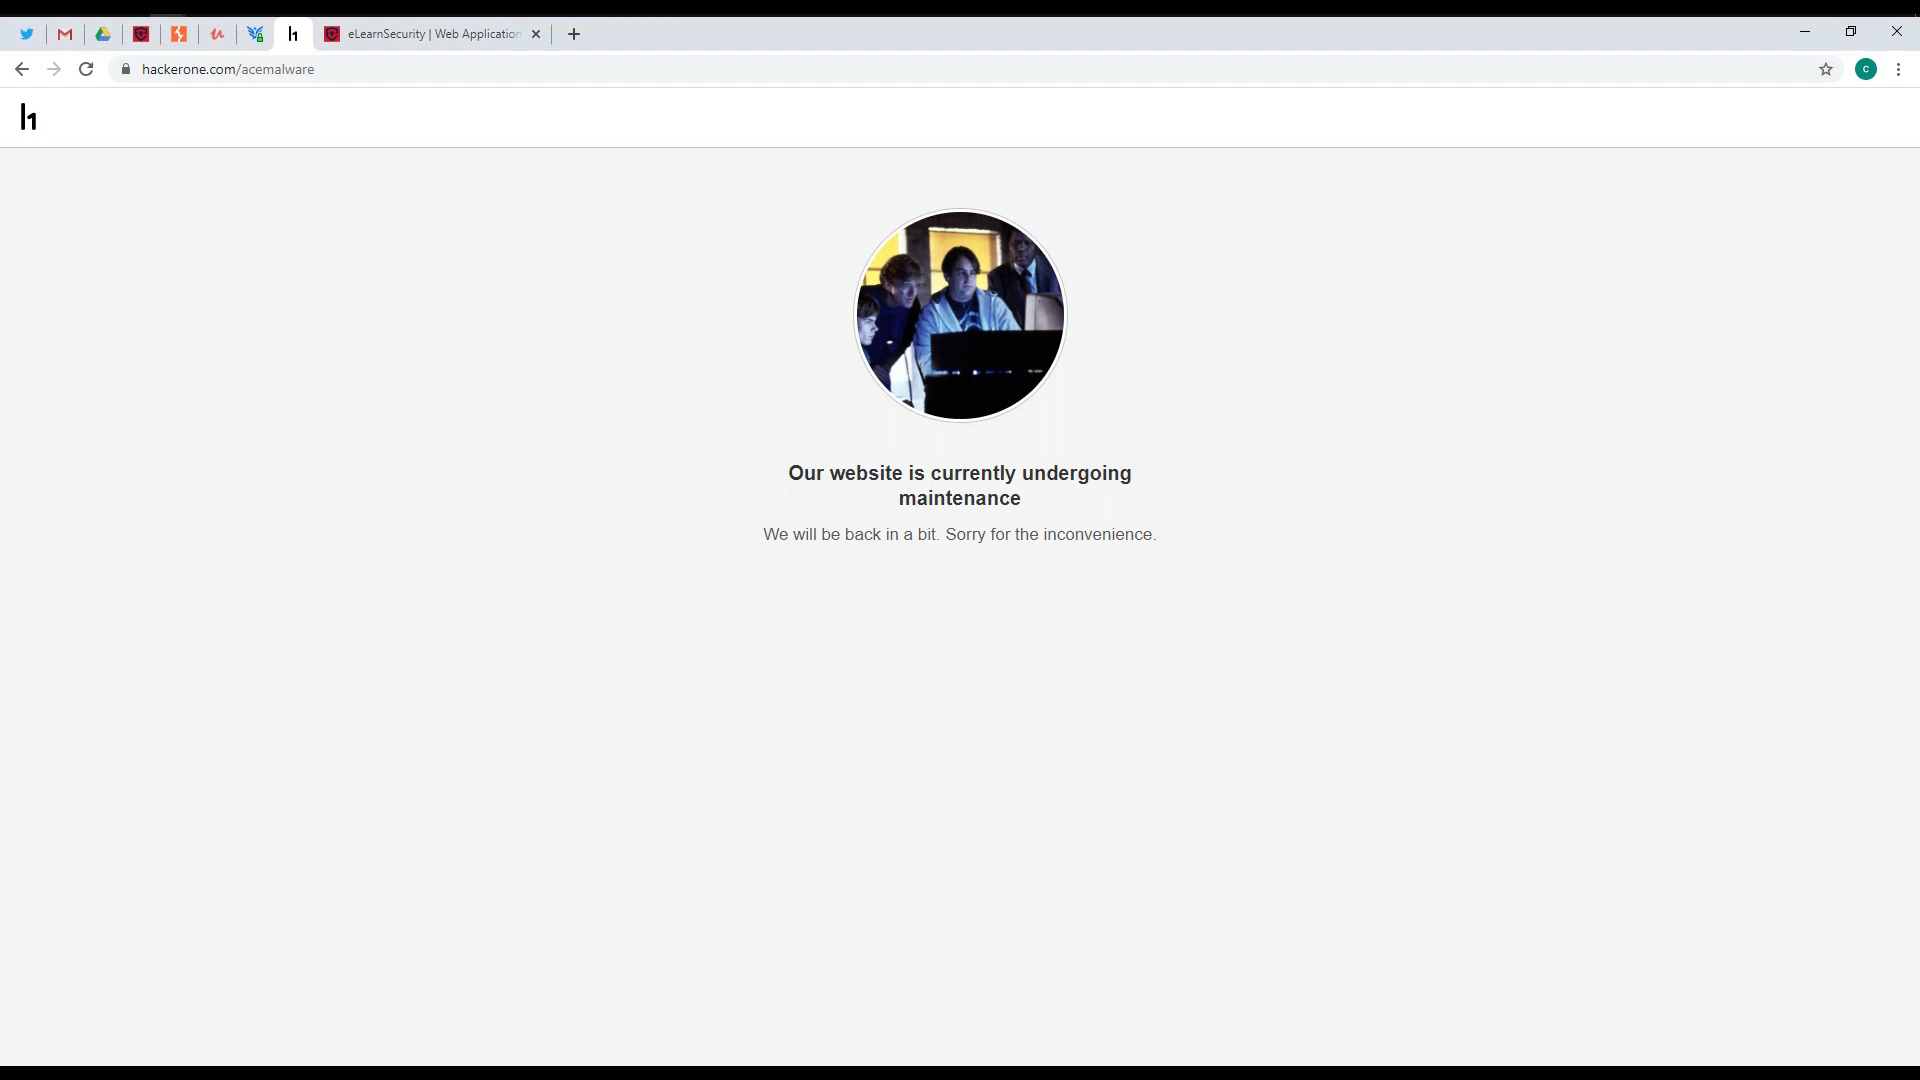 eLearnSecurity | Web Application
hackerone.com/acemalware
C
h1
Our website is currently undergoing
maintenance
We will be back in a bit. Sorry for the inconvenience.